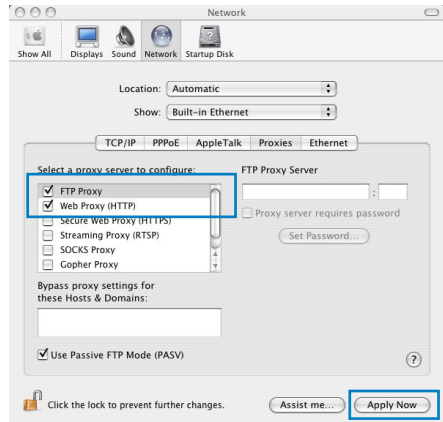 Network
Show All Displays Sound Network Startup Disk
Location: Automatic
Show: Built-in Ethernet
TCP/IP PPPoE AppleTalk Proxies Ethernet
Select a proxy server to configure: FTP Proxy Server
FTP Proxy
Web Proxy (HTTP) :
Secure Web Proxy (HTTPS) Proxy server requires password
Streaming Proxy (RTSP) Set Password...
SOCKS Proxy
Gopher Proxy
Bypass proxy settings for
these Hosts & Domains:
Use Passive FTP Mode (PASV) ?
Click the lock to prevent further changes. Assist me... Apply Now